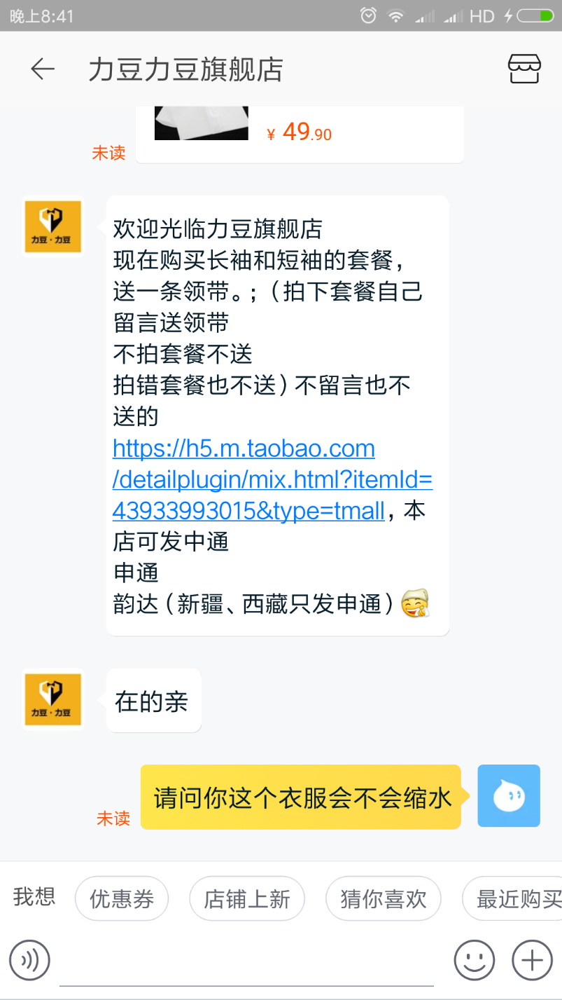 晚上8:41
HD
力豆力豆旗舰店
¥ 49.90
未读
力豆·力豆
欢迎光临力豆旗舰店
现在购买长袖和短袖的套餐，
送一条领带。;（拍下套餐自己
留言送领带
不拍套餐不送
拍错套餐也不送）不留言也不
送的
https://h5.m.taobao.com
/detailplugin/mix.html?itemId=
43933993015&type=tmall，本
店可发中通
申通
韵达（新疆、西藏只发申通）
力豆·力豆
在的亲
请问你这个衣服会不会缩水
未读
我想
优惠券
店铺上新
猜你喜欢
最近购买